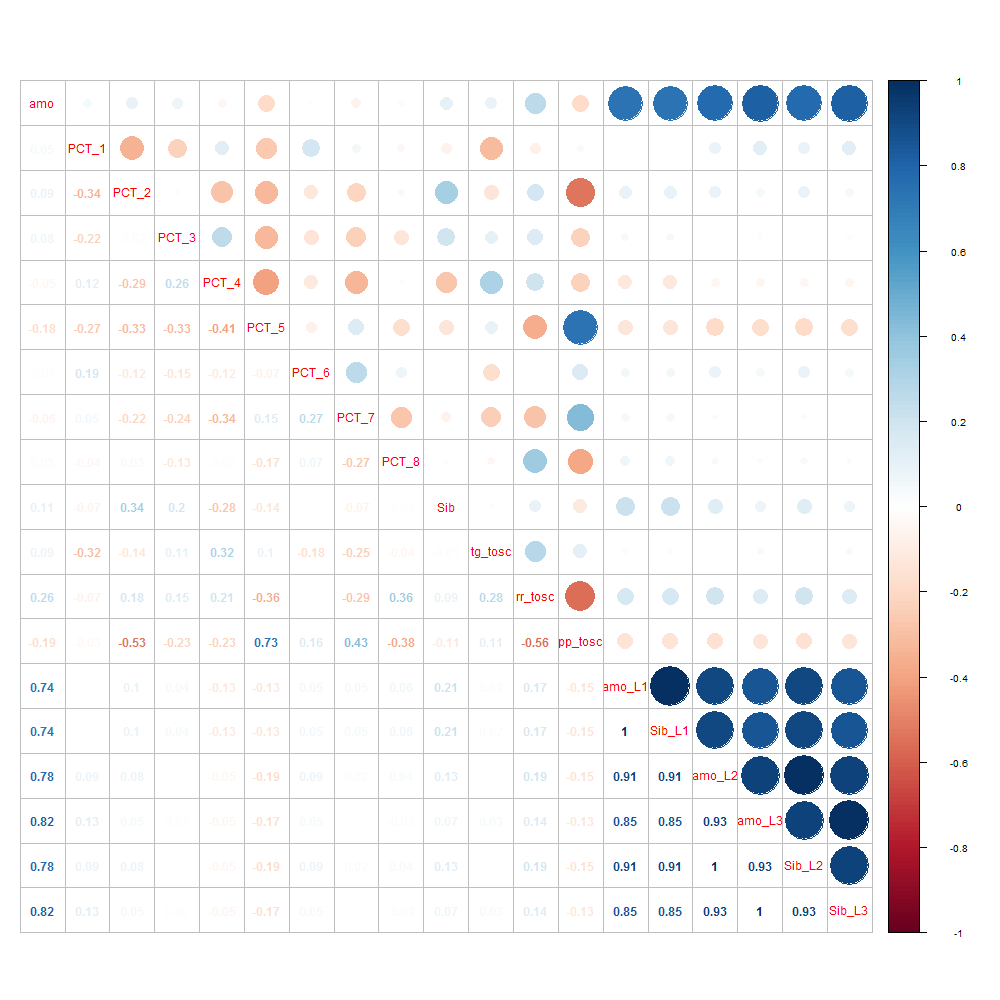 amo 1
0.05 PCT_1
0.09 -0.34 PCT_2 0.8
0.08 -0.22 PCT_3
-0.05 0.12 -0.29 0.26 PCT_4 0.6
-0.18 -0.27 -0.33 -0.33 -0.41 PCT_5
0.19 -0.12 -0.15 -0.12 -0.07 PCT_6 0.4
-0.06 0.05 -0.22 -0.24 -0.34 0.15 0.27 PCT_7 0.2
-0.13 -0.17 0.07 -0.27 PCT_8
0.11 -0.07 0.34 0.2 -0.28 -0.14 -0.07 Sib 0
0.09 -0.32 -0.14 0.11 0.32 0.1 -0.18 -0.25 -0.04 tg_tosc
0.26 -0.07 0.18 0.15 0.21 -0.36 -0.29 0.36 0.09 0.28 rr_tosc -0.2
-0.19 -0.53 -0.23 -0.23 0.73 0.16 0.43 -0.38 -0.11 0.11 -0.56 pp_tosc
0.74 0.1 0.04 -0.13 -0.13 0.05 0.05 0.06 0.21 0.17 -0.15 amo_L1 -0.4
0.74 0.1 0.04 -0.13 -0.13 0.05 0.05 0.06 0.21 0.17 -0.15 1 Sib_L1
0.78 0.09 0.08 -0.05 -0.19 0.09 0.04 0.13 0.19 -0.15 0.91 0.91 amo_L2 -0.6
0.82 0.13 0.05 -0.05 -0.17 0.05 0.07 0.03 0.14 -0.13 0.85 0.85 0.93 amo_L3
0.78 0.09 0.08 -0.05 -0.19 0.09 0.04 0.13 0.19 -0.15 0.91 0.91 1 0.93 Sib_L2 -0.8
0.82 0.13 0.05 -0.05 -0.17 0.05 0.07 0.03 0.14 -0.13 0.85 0.85 0.93 1 0.93 Sib_L3
-1